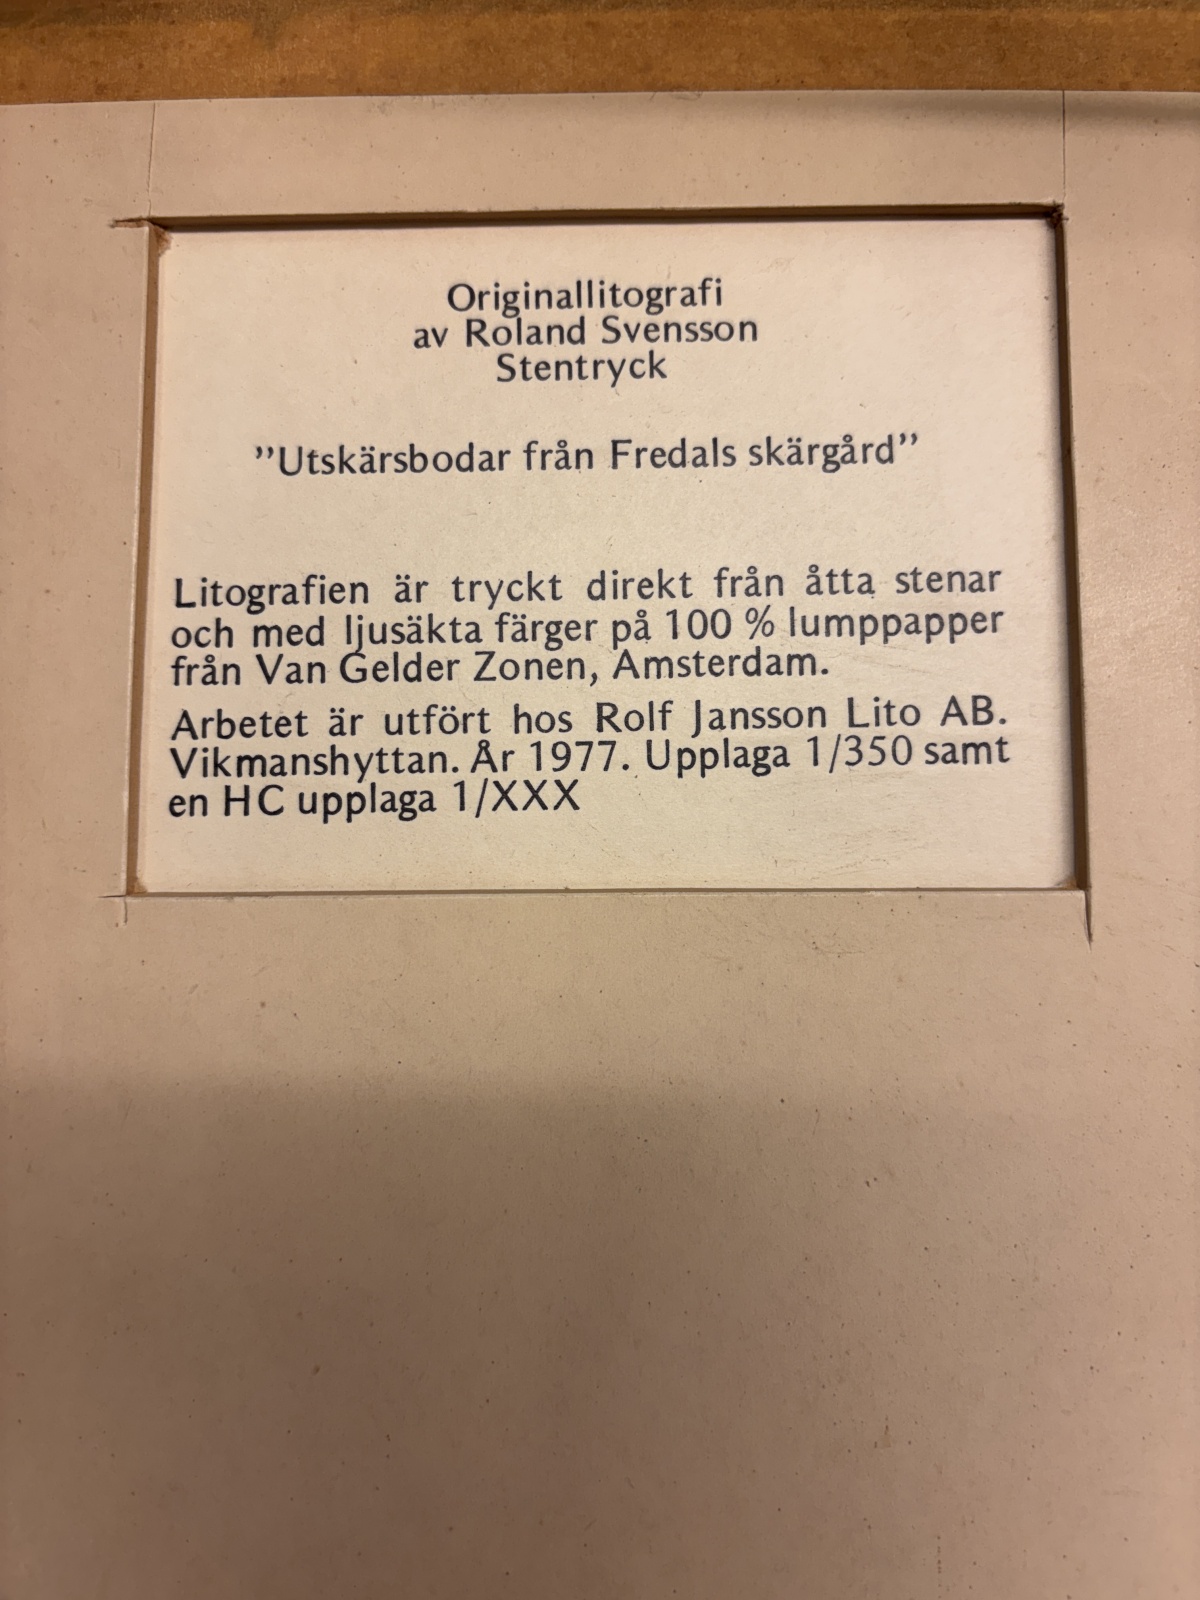 Originallitografi
av Roland Svensson
Stentryck
”Utskärsbodar från Fredals skärgård”
Litografien är tryckt direkt från åtta stenar
och med ljusäkta färger på 100 % lumppapper
från Van Gelder Zonen, Amsterdam.
Arbetet är utfört hos Rolf Jansson Lito AB.
Vikmanshyttan. År 1977. Upplaga 1/350 samt
en HC upplaga 1/XXX